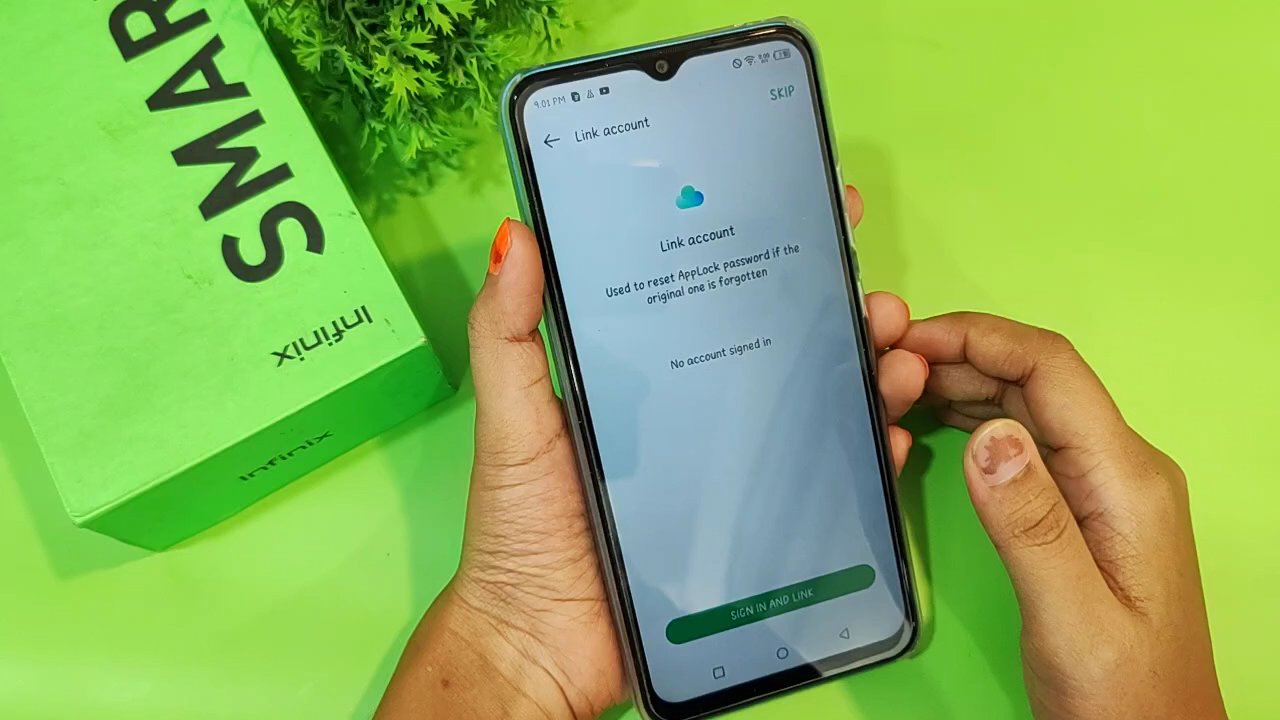 SMAR
Infinix
Infinix
9:01 PM
SKIP
Link account
Link account
Used to reset AppLock password if the
original one is forgotten
No account signed in
SIGN IN AND LINK